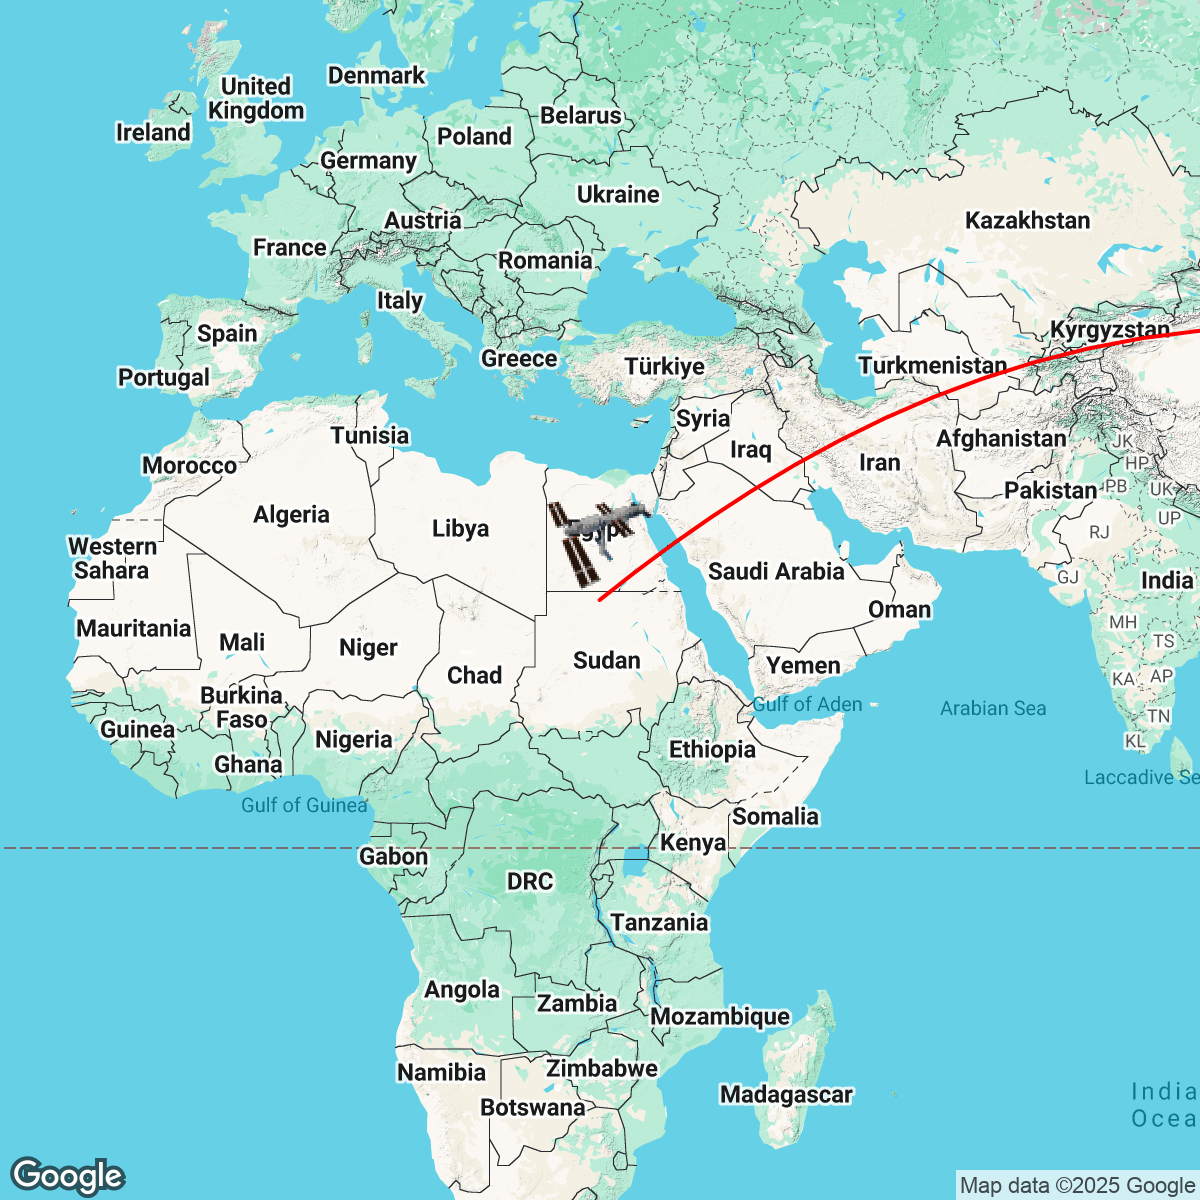 Denmark
United
Kingdom
Belarus
Ireland
Poland
Germany
Ukraine
Austria
Kazakhstan
France
Romania
Italy
Spain
Kyrgyzstan
Greece
Türkiye
Turkmenistan
Portugal
Syria
Tunisia
Afghanistan
JK
Iraq
Iran
HP
Morocco
Pakistan
PB
UK
Algeria
Libya
UP
RJ
Western
Sahara
Saudi Arabia
GJ
India
Oman
Mauritania
MH
Mali
Niger
TS
Sudan
Yemen
Chad
KA
AP
Burkina
Faso
Gulf of Aden
Arabian Sea
TN
Guinea
Nigeria
KL
Ethiopia
Ghana
Laccadive Se
Gulf of Guinea
Somalia
Kenya
Gabon
DRC
Tanzania
Angola
Zambia
Mozambique
Zimbabwe
Namibia
Madagascar
India
Ocea
Botswana
Google
Map data ©2025 Google